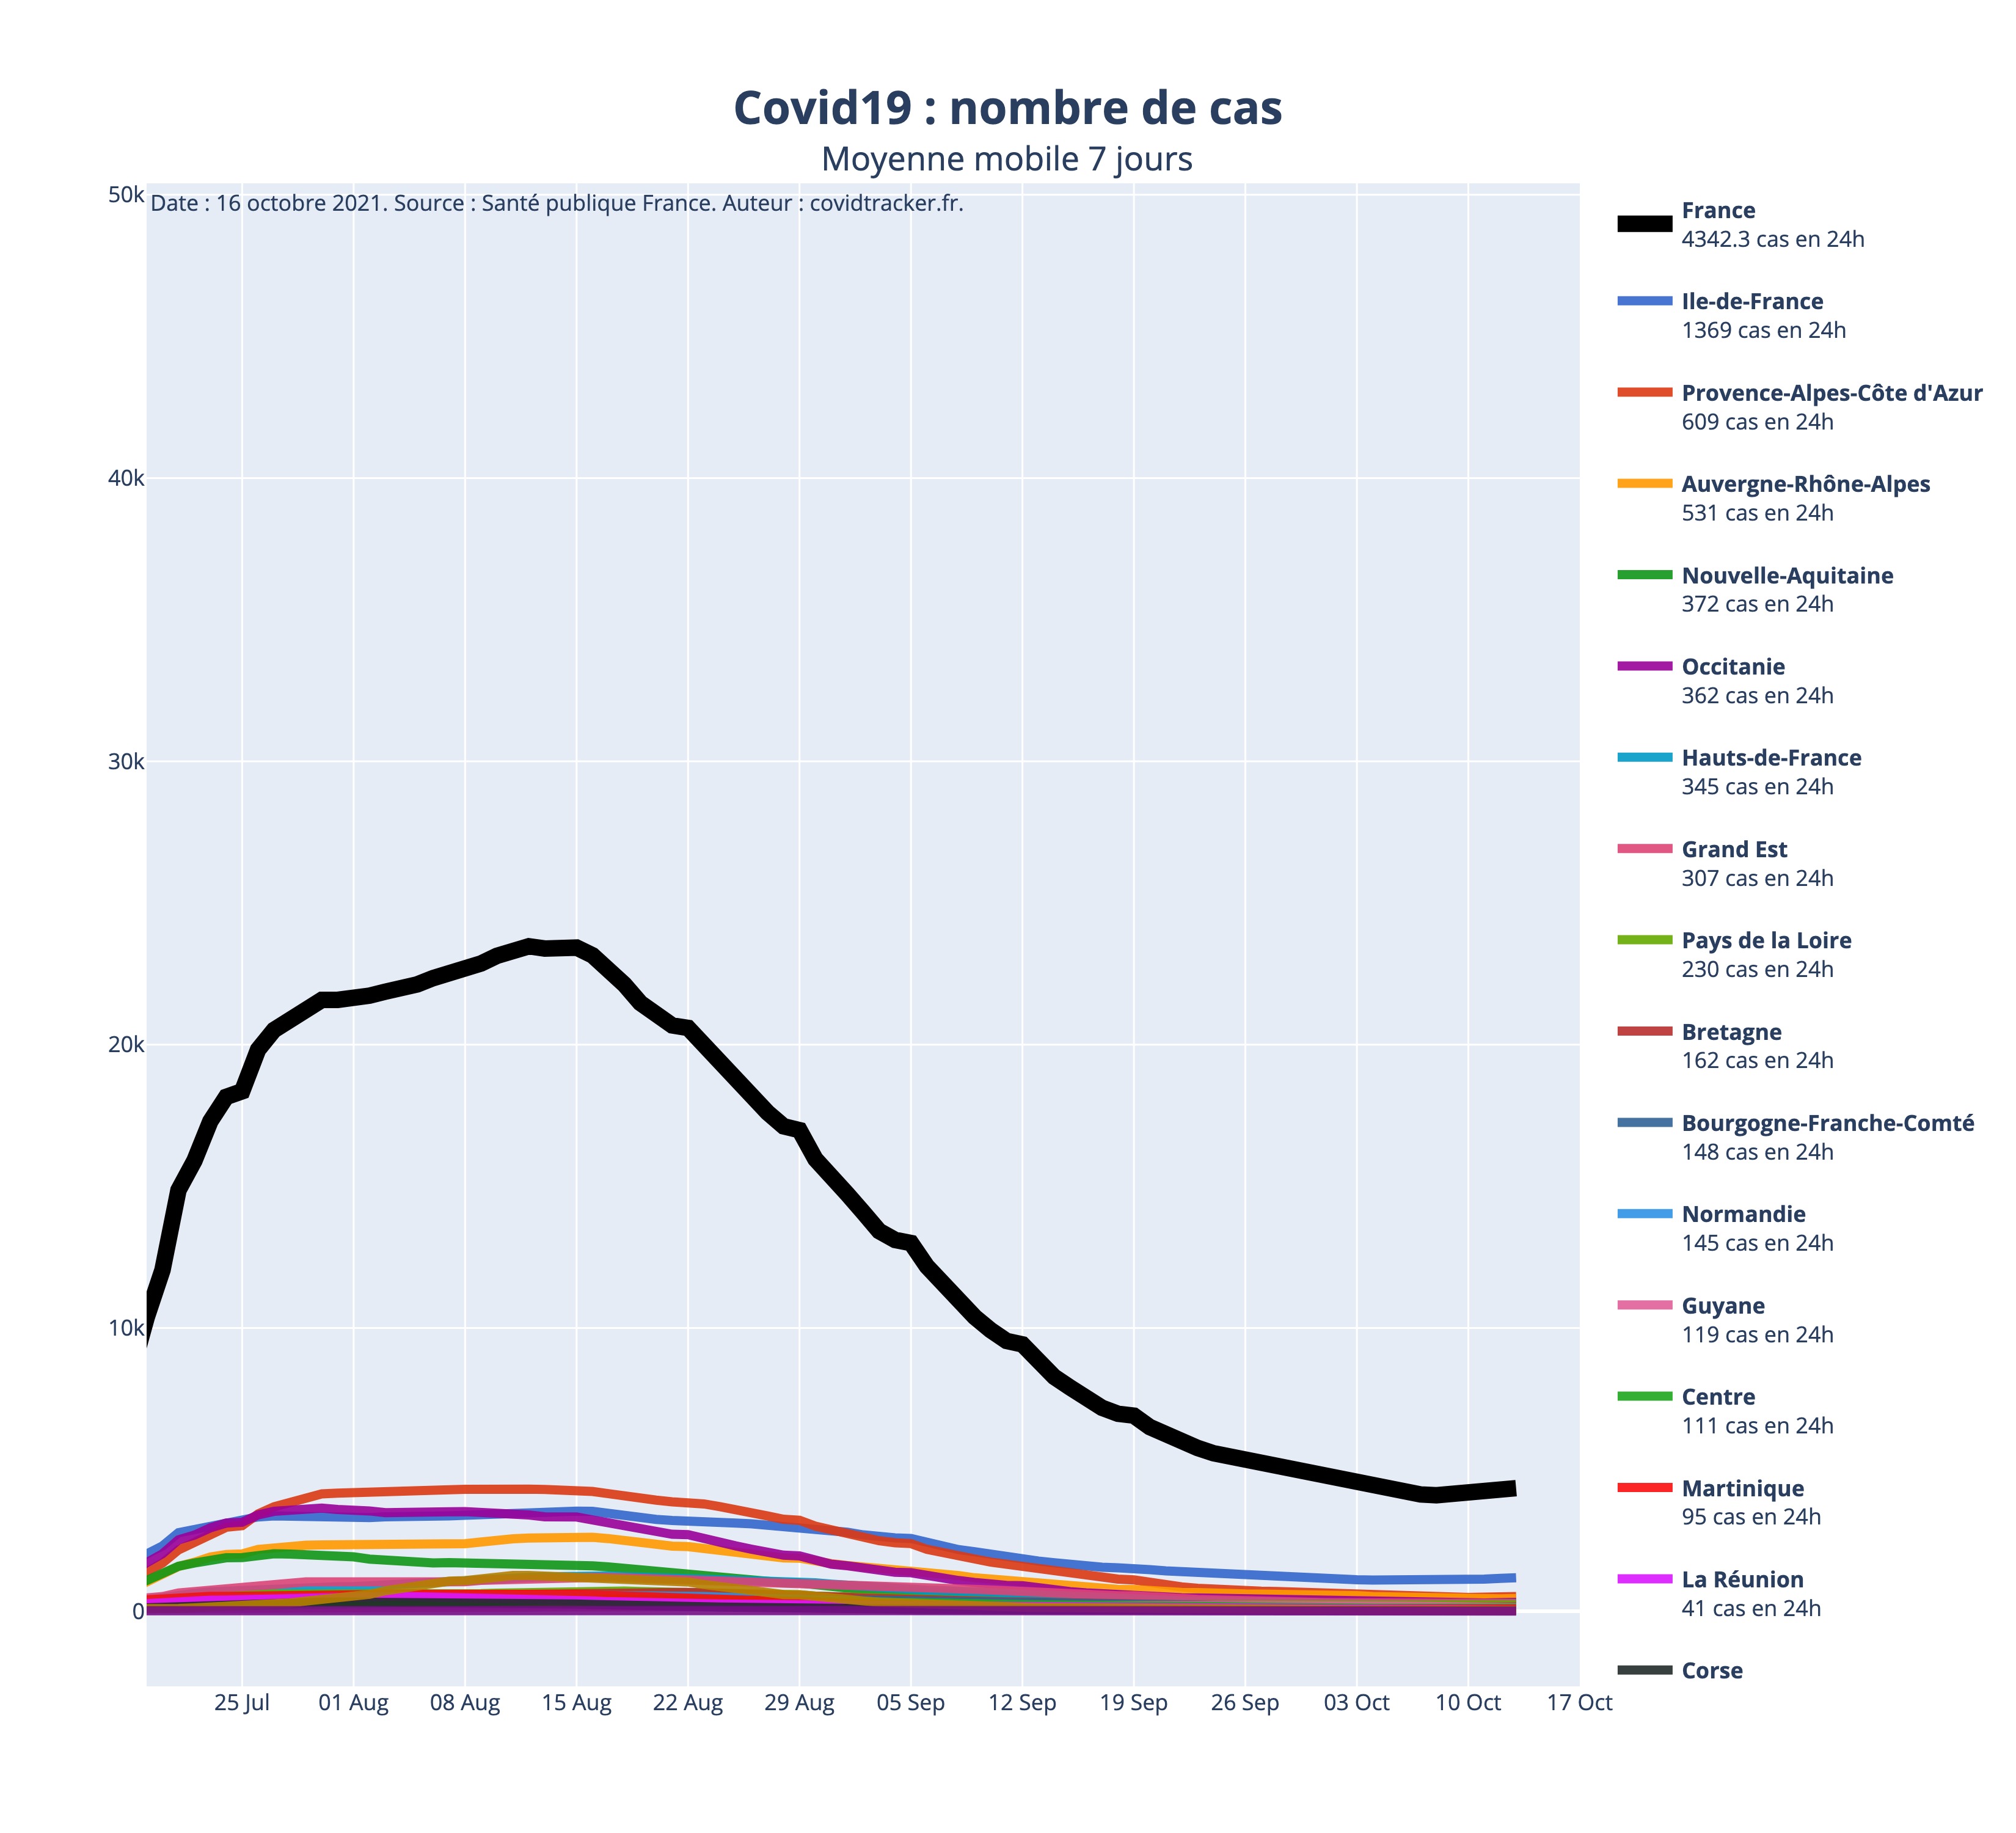 Covid19 : nombre de cas
Moyenne mobile 7 jours
Date : 16 octobre 2021. Source : Santé publique France. Auteur : covidtracker.fr.
50k
40k
30k
20k
10k
0
25 Jul
01 Aug
08 Aug
15 Aug
22 Aug
29 Aug
05 Sep
12 Sep
19 Sep
26 Sep
03 Oct
10 Oct
17 Oct
France
4342.3 cas en 24h
Ile-de-France
1369 cas en 24h
Provence-Alpes-Côte d'Azur
609 cas en 24h
Auvergne-Rhône-Alpes
531 cas en 24h
Nouvelle-Aquitaine
372 cas en 24h
Occitanie
362 cas en 24h
Hauts-de-France
345 cas en 24h
Grand Est
307 cas en 24h
Pays de la Loire
230 cas en 24h
Bretagne
162 cas en 24h
Bourgogne-Franche-Comté
148 cas en 24h
Normandie
145 cas en 24h
Guyane
119 cas en 24h
Centre
111 cas en 24h
Martinique
95 cas en 24h
La Réunion
41 cas en 24h
Corse